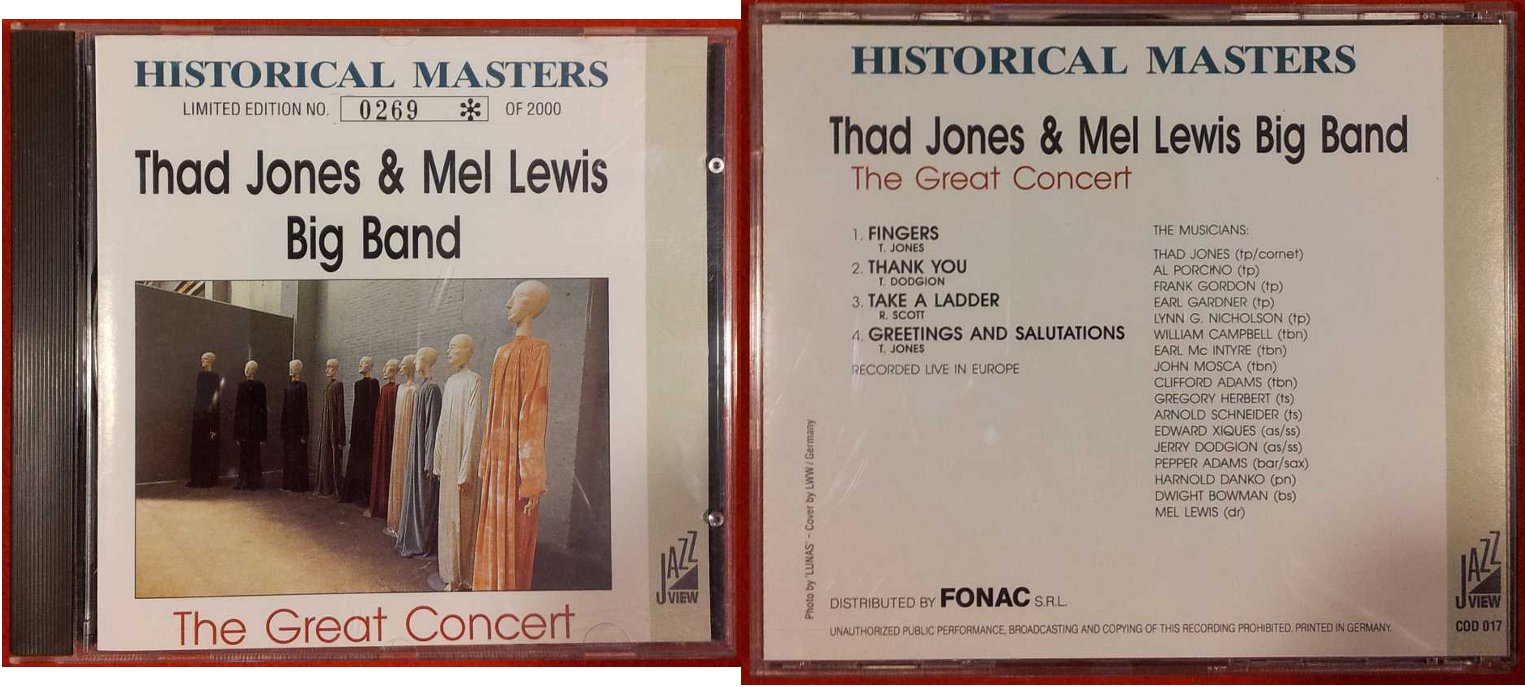 HISTORICAL MASTERS
LIMITED EDITION NO. 0269 * OF 2000
Thad Jones & Mel Lewis
Big Band
The Great Concert
JAZZ
VIEW
HISTORICAL MASTERS
Thad Jones & Mel Lewis Big Band
The Great Concert
1. FINGERS
T. JONES
2. THANK YOU
T. DODGION
3. TAKE A LADDER
R. SCOTT
4. GREETINGS AND SALUTATIONS
T. JONES
RECORDED LIVE IN EUROPE
THE MUSICIANS:
THAD JONES (tp/cornet)
AL PORCINO (tp)
FRANK GORDON (tp)
EARL GARDNER (tp)
LYNN G. NICHOLSON (tp)
WILLIAM CAMPBELL (tbn)
EARL Mc INTYRE (tbn)
JOHN MOSCA (tbn)
CLIFFORD ADAMS (tbn)
GREGORY HERBERT (ts)
ARNOLD SCHNEIDER (ts)
EDWARD XIQUES (as/ss)
JERRY DODGION (as/ss)
PEPPER ADAMS (bar/sax)
HARNOLD DANKO (pn)
DWIGHT BOWMAN (bs)
MEL LEWIS (dr)
Photo by "LUNAS" – Cover by LWW / Germany
DISTRIBUTED BY FONAC S.R.L.
UNAUTHORIZED PUBLIC PERFORMANCE, BROADCASTING AND COPYING OF THIS RECORDING PROHIBITED, PRINTED IN GERMANY.
JAZZ
VIEW
COD 017